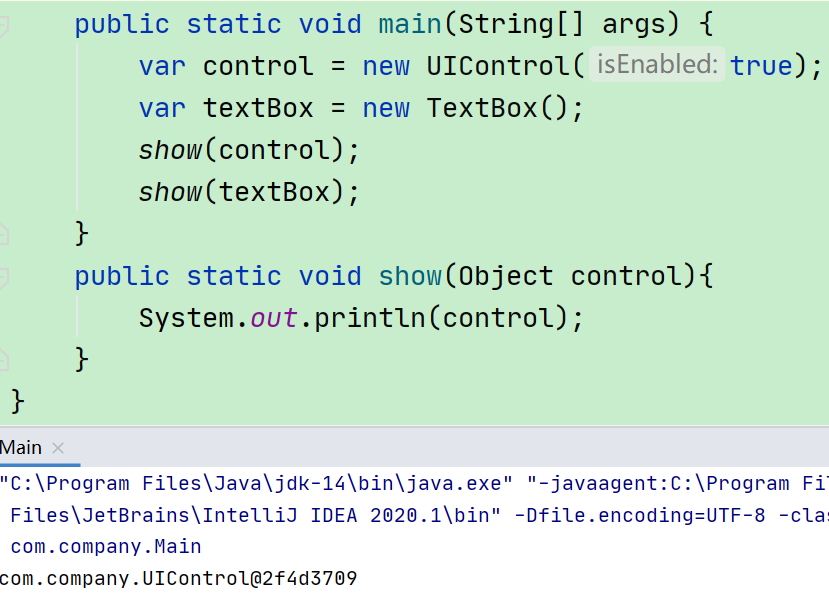 public static void main(String[] args) {
var control = new UIControl( isEnabled: true);
var textBox = new TextBox();
show(control);
show(textBox);
}
public static void show(Object control){
System.out.println(control);
}
}
Main ×
"C:\Program Files\Java\jdk-14\bin\java.exe" "-javaagent:C:\Program Fil
Files\JetBrains\IntelliJ IDEA 2020.1\bin" -Dfile.encoding=UTF-8 -clas
com.company.Main
com.company.UIControl@2f4d3709